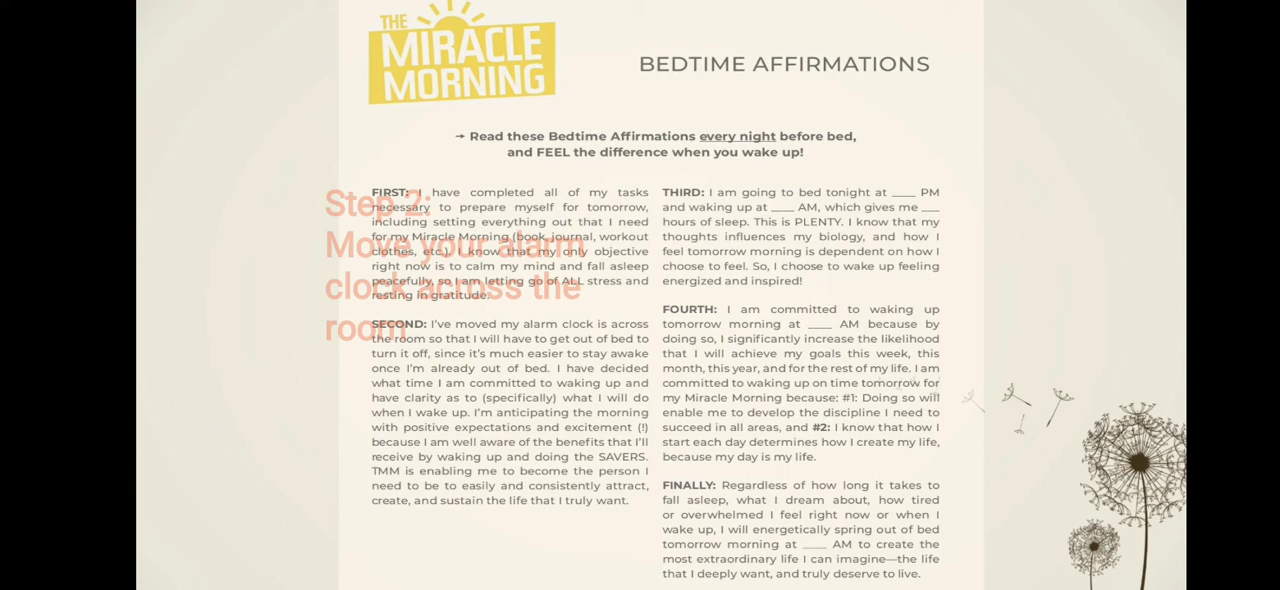 THE
MIRACLE
MORNING
BEDTIME AFFIRMATIONS
→ Read these Bedtime Affirmations every night before bed,
and FEEL the difference when you wake up!
FIRST: I have completed all of my tasks
necessary to prepare myself for tomorrow,
including setting everything out that I need
for my Miracle Morning (book, journal, workout
clothes, etc.). I know that my only objective
right now is to calm my mind and fall asleep
peacefully, so I am letting go of ALL stress and
resting in gratitude.
SECOND: I've moved my alarm clock is across
the room so that I will have to get out of bed to
turn it off, since it's much easier to stay awake
once I'm already out of bed. I have decided
what time I am committed to waking up and
have clarity as to (specifically) what I will do
when I wake up. I'm anticipating the morning
with positive expectations and excitement (!)
because I am well aware of the benefits that I'll
receive by waking up and doing the SAVERS.
TMM is enabling me to become the person I
need to be to easily and consistently attract,
create, and sustain the life that I truly want.
THIRD: I am going to bed tonight at ____ PM
and waking up at ____ AM, which gives me ___
hours of sleep. This is PLENTY. I know that my
thoughts influences my biology, and how I
feel tomorrow morning is dependent on how I
choose to feel. So, I choose to wake up feeling
energized and inspired!
FOURTH: I am committed to waking up
tomorrow morning at ____ AM because by
doing so, I significantly increase the likelihood
that I will achieve my goals this week, this
month, this year, and for the rest of my life. I am
committed to waking up on time tomorrow for
my Miracle Morning because: #1: Doing so will
enable me to develop the discipline I need to
succeed in all areas, and #2: I know that how I
start each day determines how I create my life,
because my day is my life.
FINALLY: Regardless of how long it takes to
fall asleep, what I dream about, how tired
or overwhelmed I feel right now or when I
wake up, I will energetically spring out of bed
tomorrow morning at ____ AM to create the
most extraordinary life I can imagine—the life
that I deeply want, and truly deserve to live.
Step 2:
Move your alarm
clock across the
room